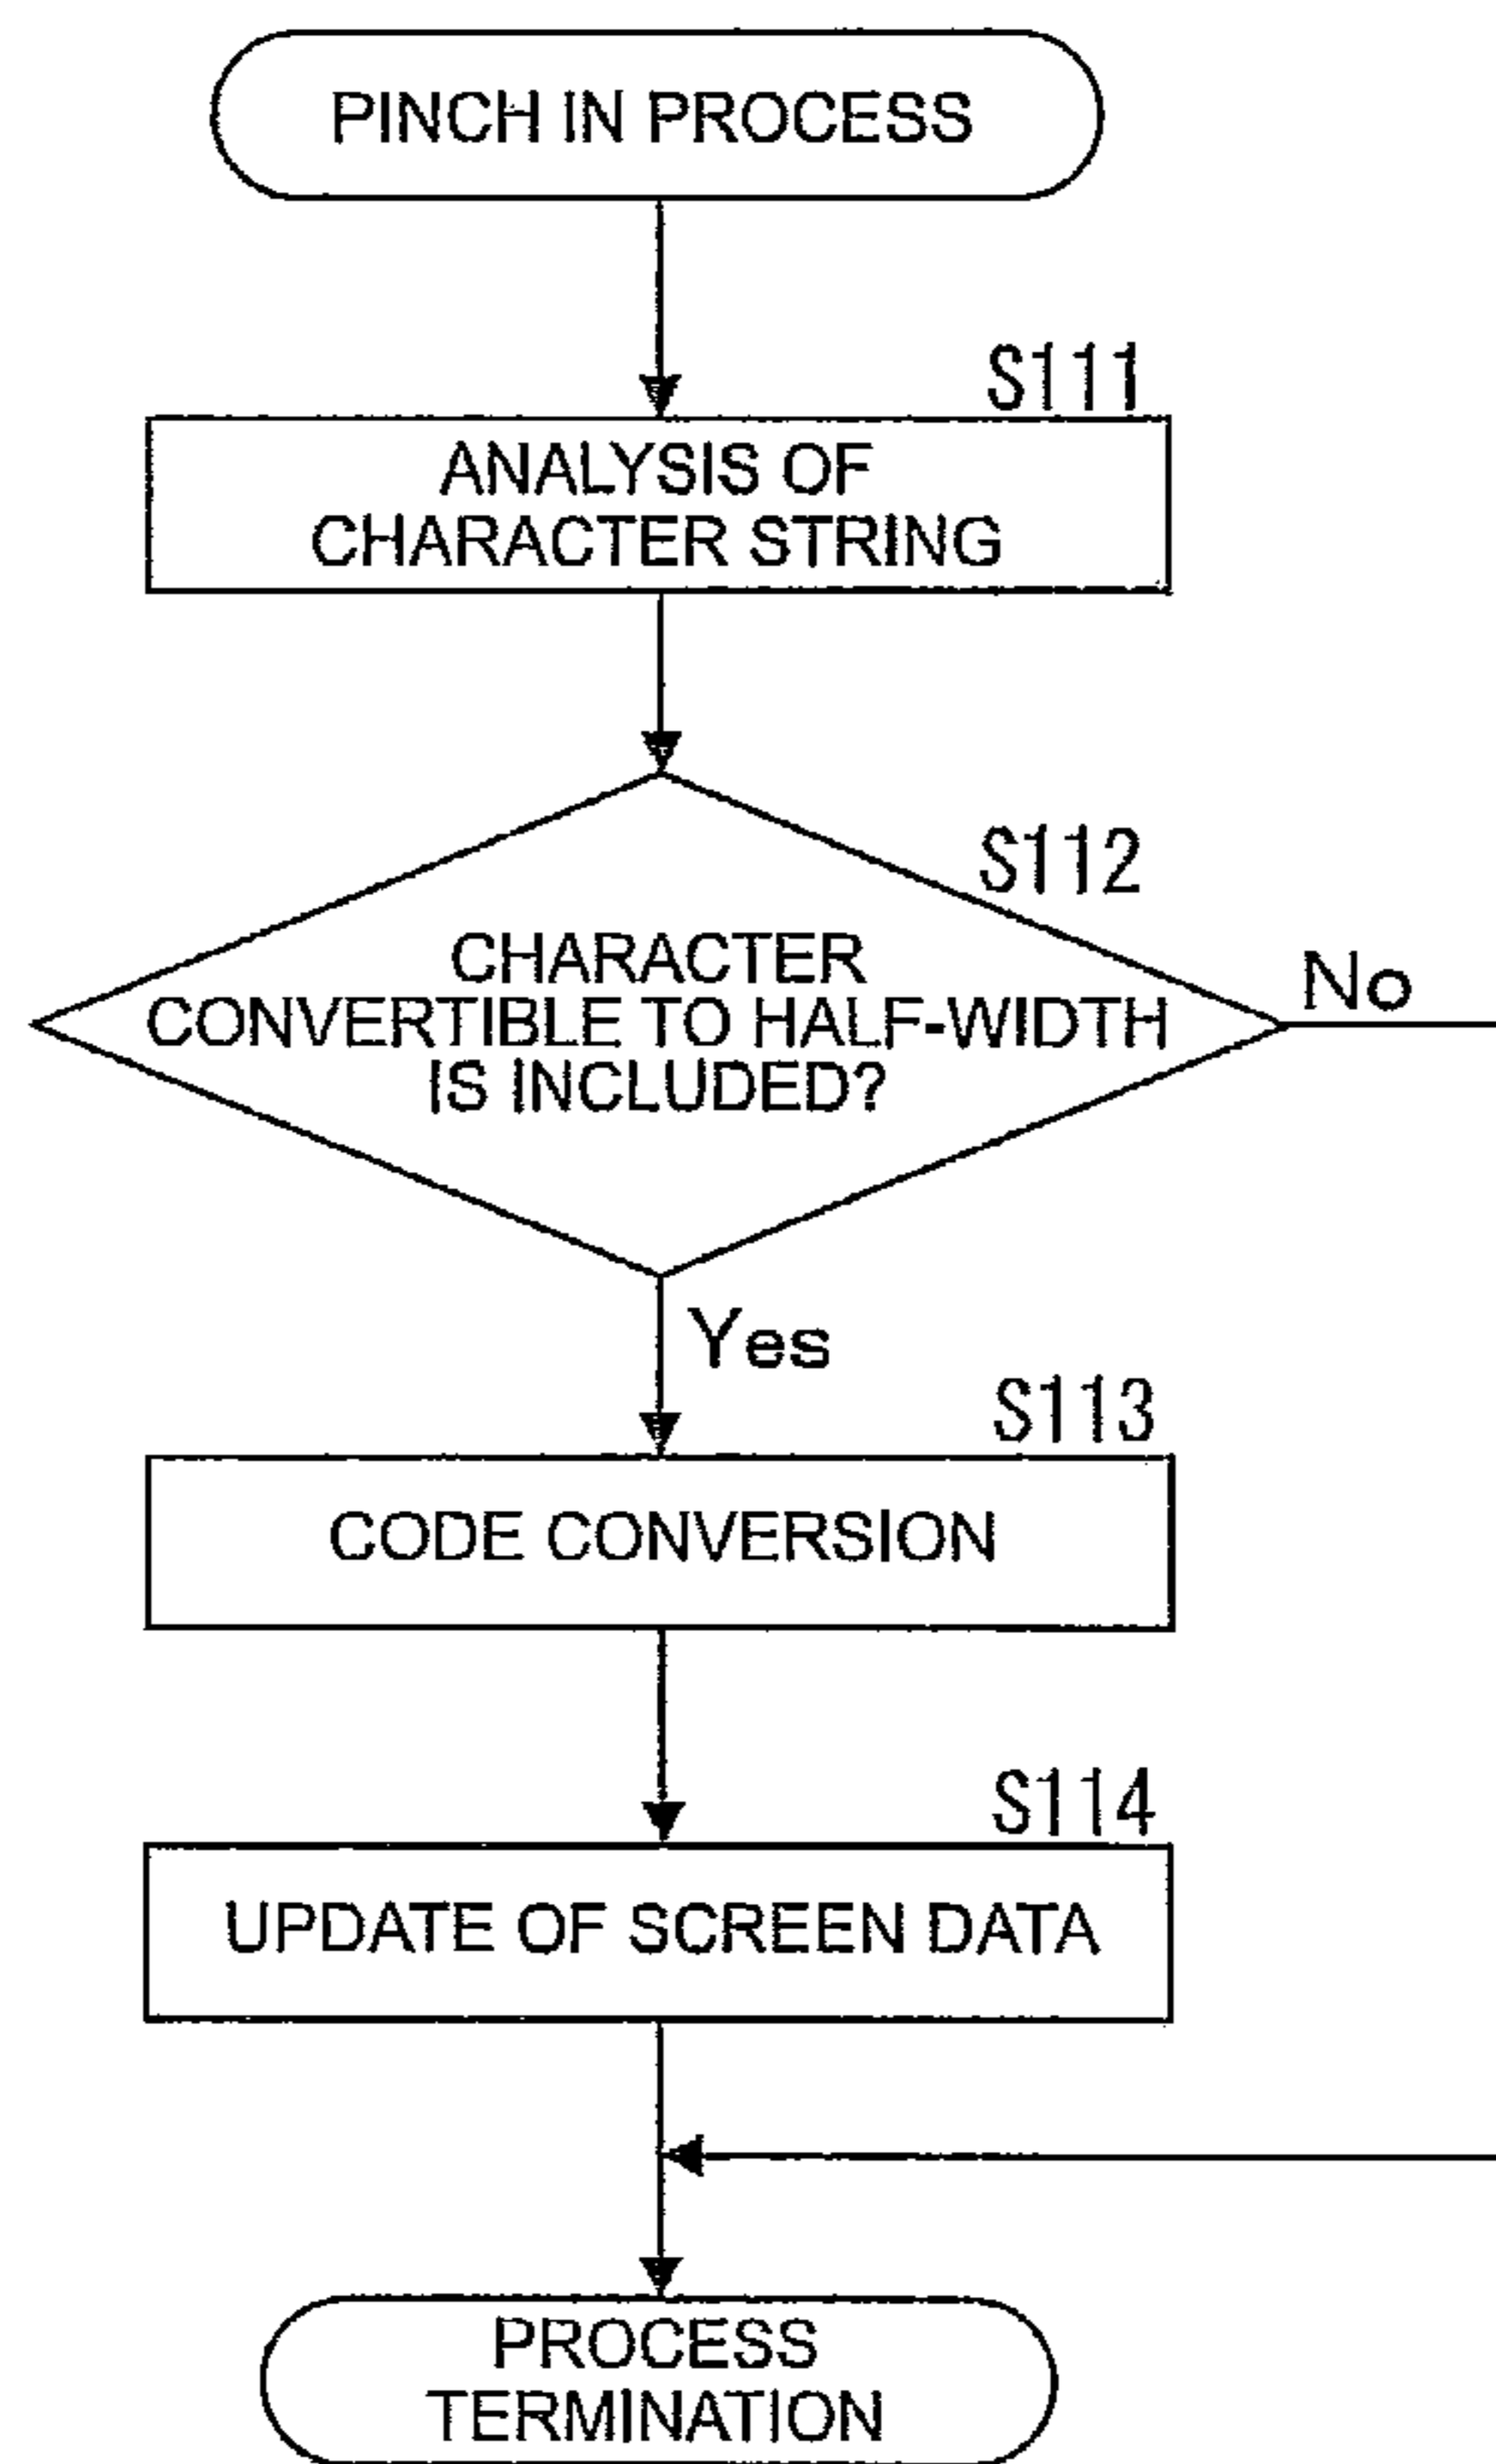 PINCH IN PROCESS
S111
ANALYSIS OF
CHARACTER STRING
S112
CHARACTER
CONVERTIBLE TO HALF-WIDTH
IS INCLUDED?
No
Yes
S113
CODE CONVERSION
S114
UPDATE OF SCREEN DATA
PROCESS
TERMINATION